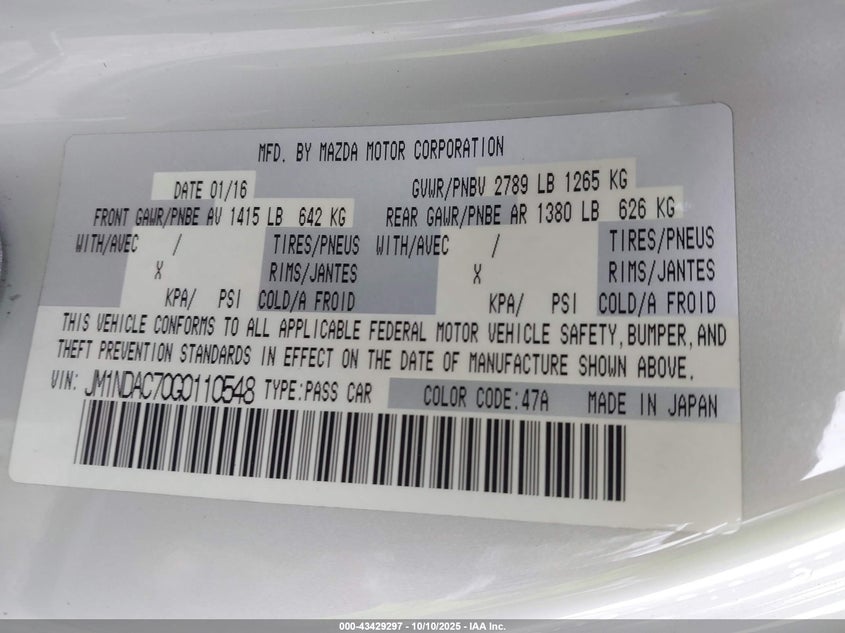 MFD. BY MAZDA MOTOR CORPORATION
DATE 01/16 GVWR/PNBV 2789 LB 1265 KG
FRONT GAWR/PNBE AV 1415 LB 642 KG REAR GAWR/PNBE AR 1380 LB 626 KG
WITH/AVEC / TIRES/PNEUS WITH/AVEC / TIRES/PNEUS
X RIMS/JANTES X RIMS/JANTES
KPA/ PSI COLD/A FROID KPA/ PSI COLD/A FROID
THIS VEHICLE CONFORMS TO ALL APPLICABLE FEDERAL MOTOR VEHICLE SAFETY,BUMPER,AND
THEFT PREVENTION STANDARDS IN EFFECT ON THE DATE OF MANUFACTURE SHOWN ABOVE.
VIN: JM1NDAC70G0110548 TYPE:PASS CAR COLOR CODE:47A MADE IN JAPAN
000-43429297 - 10/10/2025 - IAA Inc.